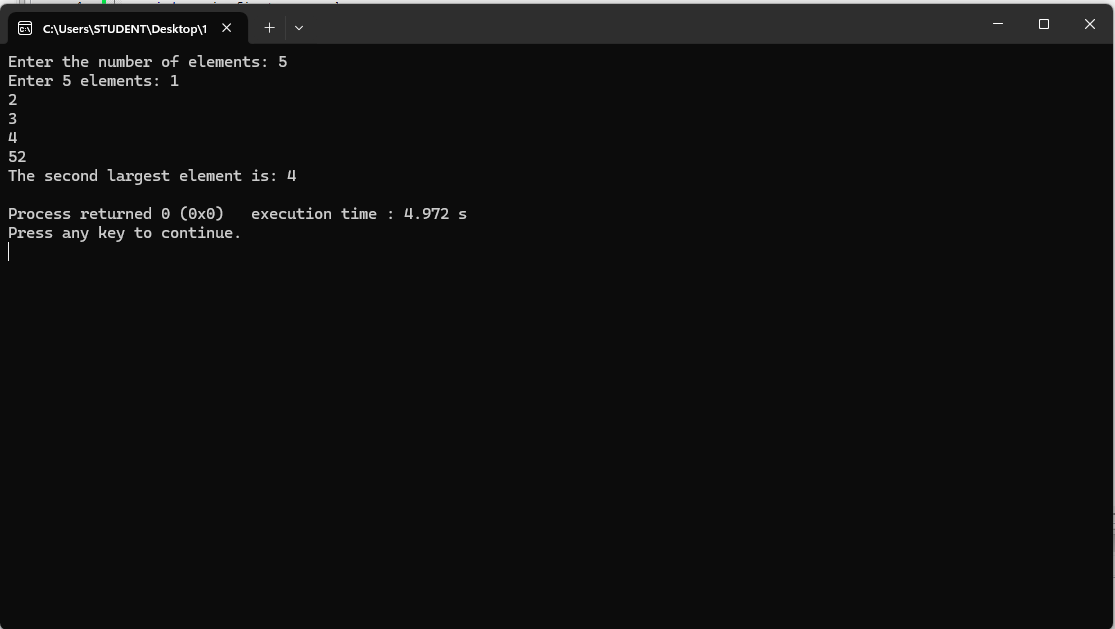 C:\Users\STUDENT\Desktop\1
Enter the number of elements: 5
Enter 5 elements: 1
2
3
4
52
The second largest element is: 4
Process returned 0 (0x0)   execution time : 4.972 s
Press any key to continue.